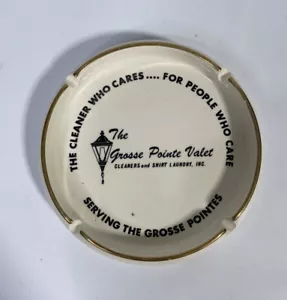 THE CLEANER WHO CARES.... FOR PEOPLE WHO CARE
The
Grosse Pointe Valet
CLEANERS and SHIRT LAUNDRY, INC.
SERVING THE GROSSE POINTES